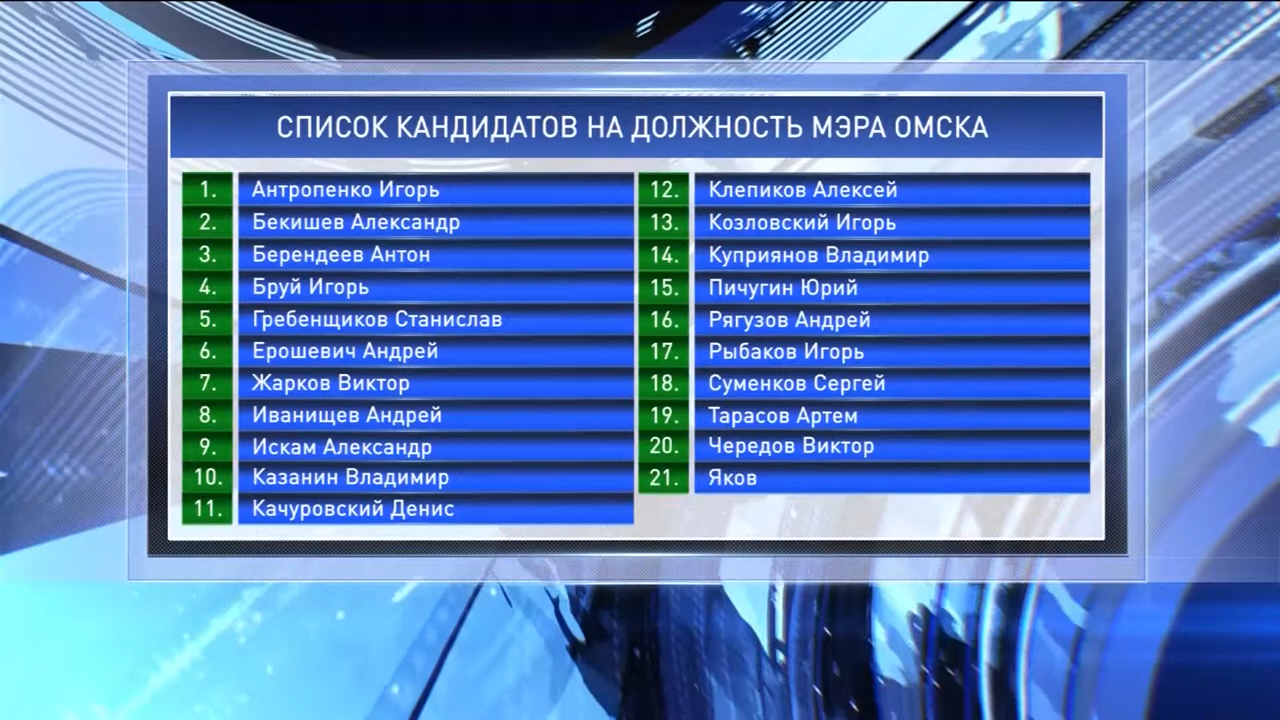 СПИСОК КАНДИДАТОВ НА ДОЛЖНОСТЬ МЭРА ОМСКА
1. Антропенко Игорь
2. Бекишев Александр
3. Берендеев Антон
4. Бруй Игорь
5. Гребенщиков Станислав
6. Ерошевич Андрей
7. Жарков Виктор
8. Иванищев Андрей
9. Искам Александр
10. Казанин Владимир
11. Качуровский Денис
12. Клепиков Алексей
13. Козловский Игорь
14. Куприянов Владимир
15. Пичугин Юрий
16. Рягузов Андрей
17. Рыбаков Игорь
18. Суменков Сергей
19. Тарасов Артем
20. Чередов Виктор
21. Яков